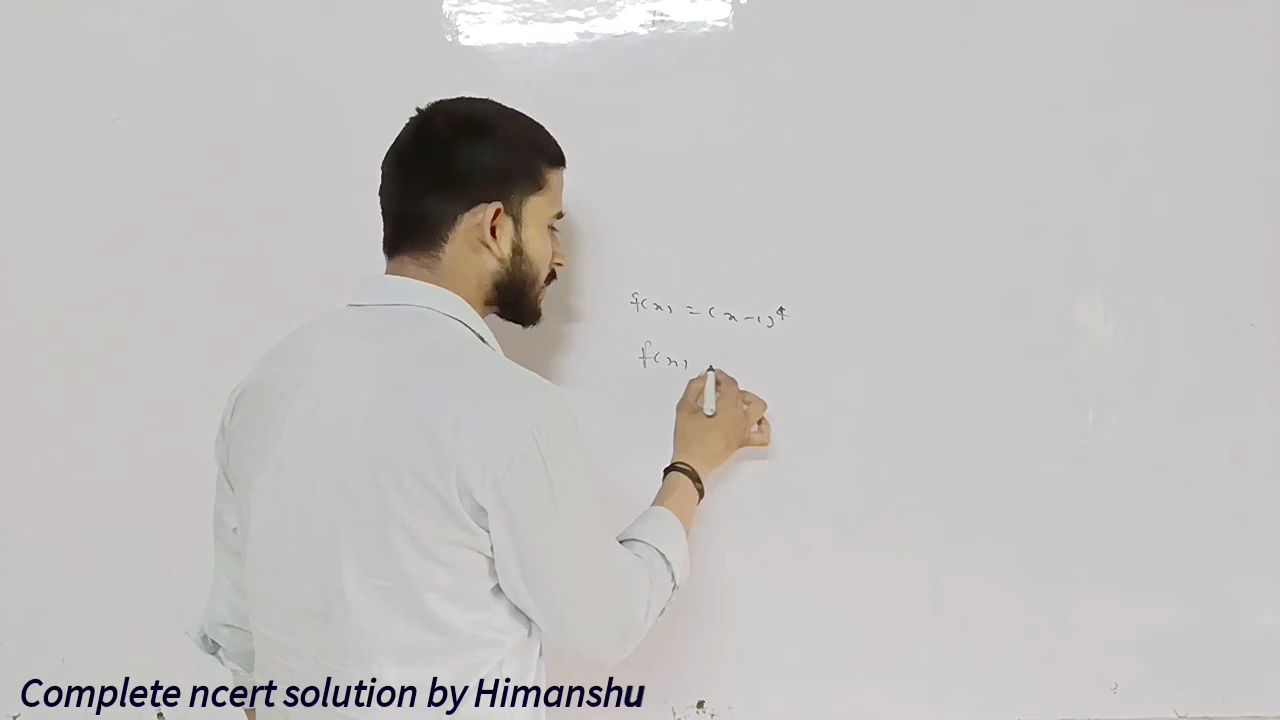 f(x) = (x-1)⁴
f(x)
Complete ncert solution by Himanshu